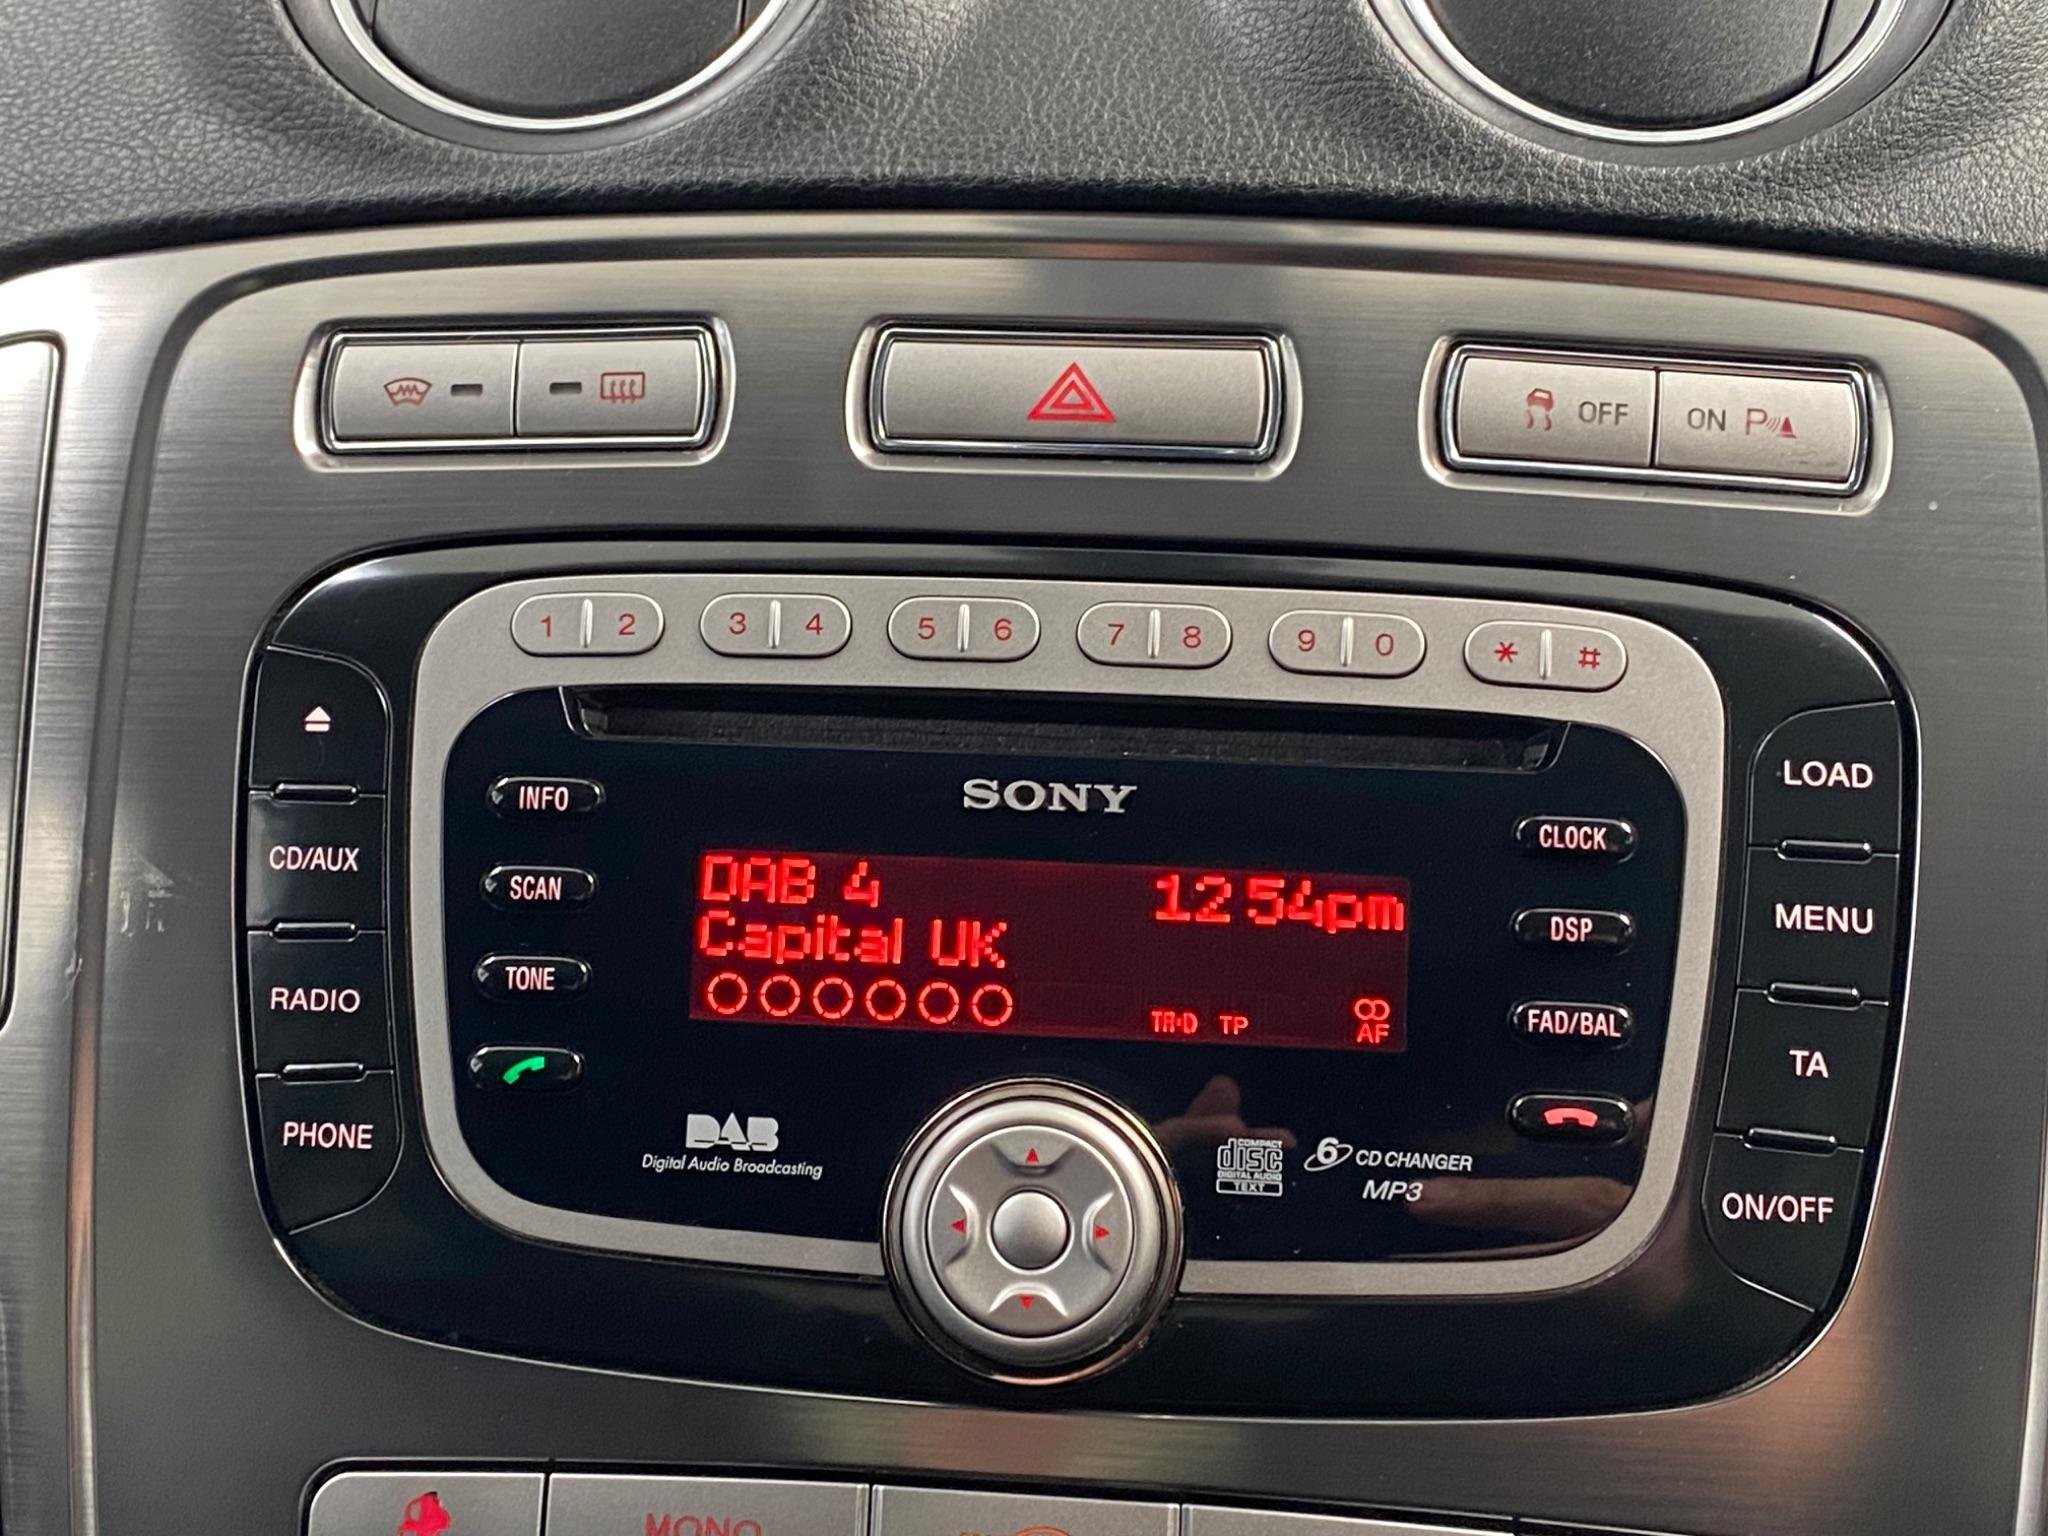 OFF
ON P
1 2 3 4 5 6 7 8 9 0 * #
SONY
INFO
SCAN
TONE
CD/AUX
RADIO
PHONE
DAB 4 12 54pm
Capital UK
TR•D TP
AF
CLOCK
DSP
FAD/BAL
LOAD
MENU
TA
ON/OFF
DAB
Digital Audio Broadcasting
COMPACT
disc
DIGITAL AUDIO
TEXT
6 CD CHANGER
MP3
MONO